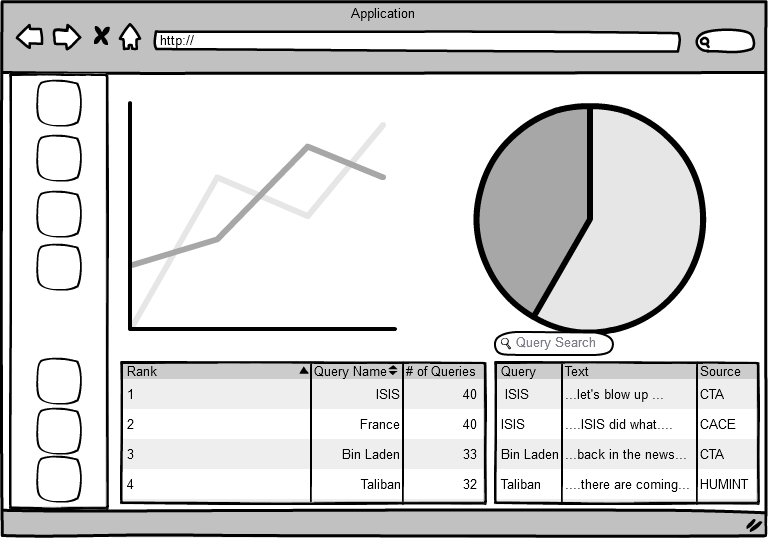 Application
http://
Query Search
Rank Query Name # of Queries
1 ISIS 40
2 France 40
3 Bin Laden 33
4 Taliban 32
Query Text Source
ISIS ...let's blow up ... CTA
ISIS ....ISIS did what.... CACE
Bin Laden ...back in the news... CTA
Taliban ....there are coming... HUMINT